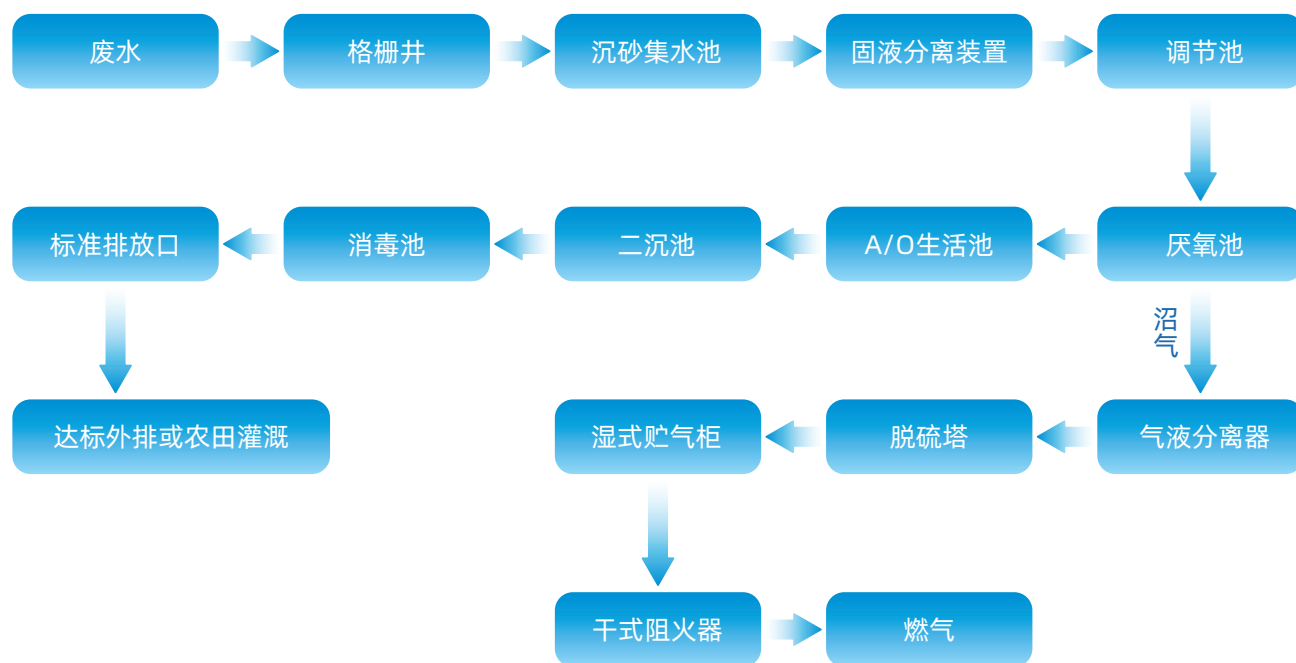 废水
格栅井
沉砂集水池
固液分离装置
调节池
标准排放口
消毒池
二沉池
A/O生活池
厌氧池
沼气
达标外排或农田灌溉
湿式贮气柜
脱硫塔
气液分离器
干式阻火器
燃气